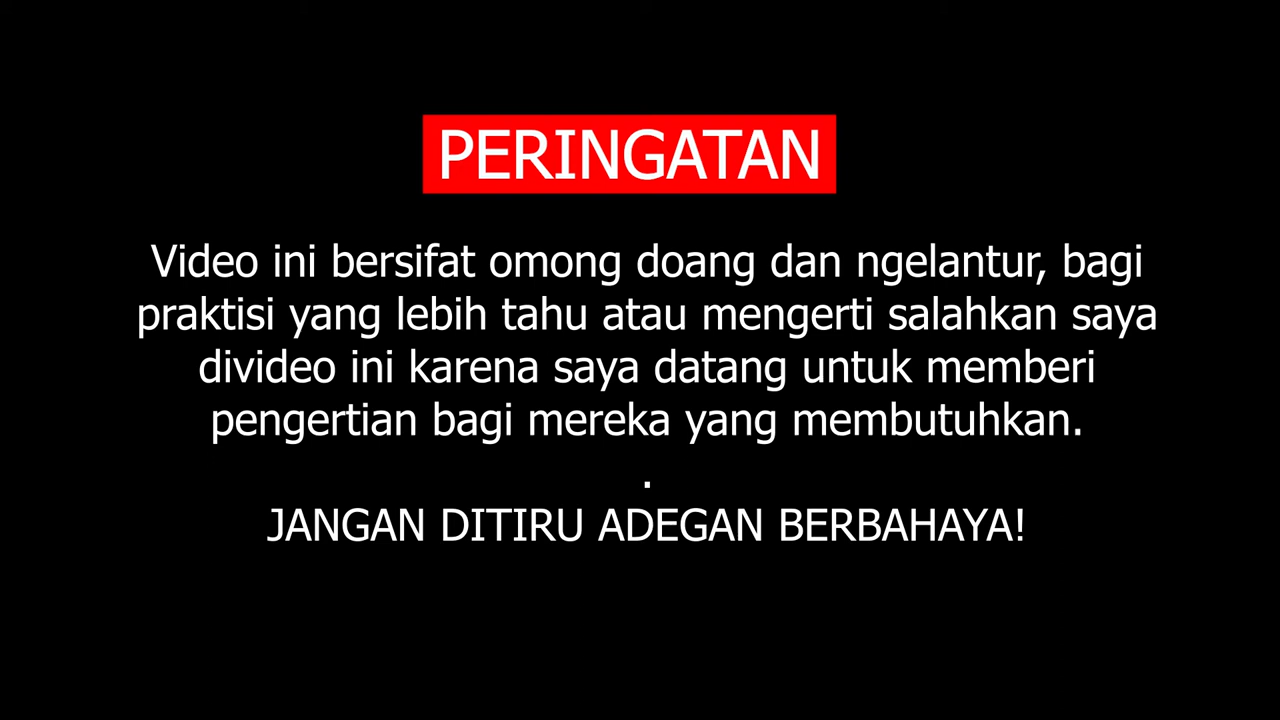 PERINGATAN
Video ini bersifat omong doang dan ngelantur, bagi
praktisi yang lebih tahu atau mengerti salahkan saya
divideo ini karena saya datang untuk memberi
pengertian bagi mereka yang membutuhkan.
.
JANGAN DITIRU ADEGAN BERBAHAYA!